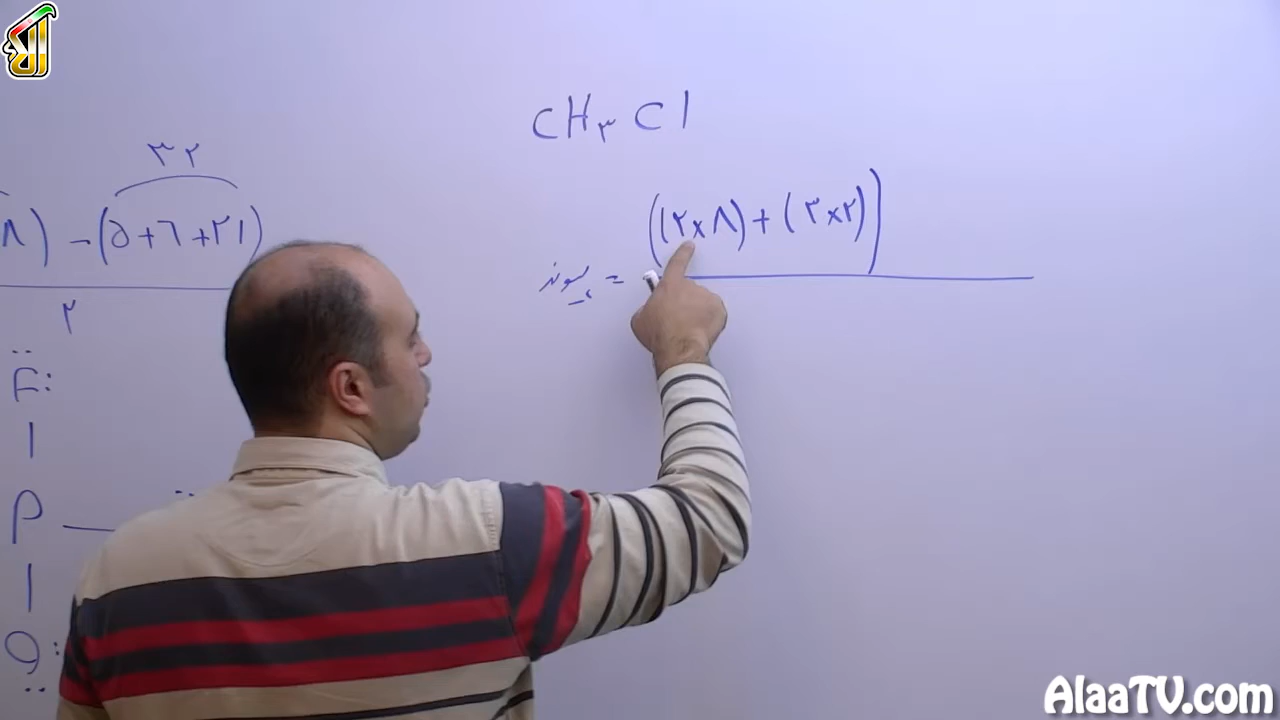 CH۳Cl
((۲×۸)+(۳×۲))
پیوند =
۳۲
۸) -(۵+۶+۲۱)
۲
F:
P
O:
AlaaTV.com